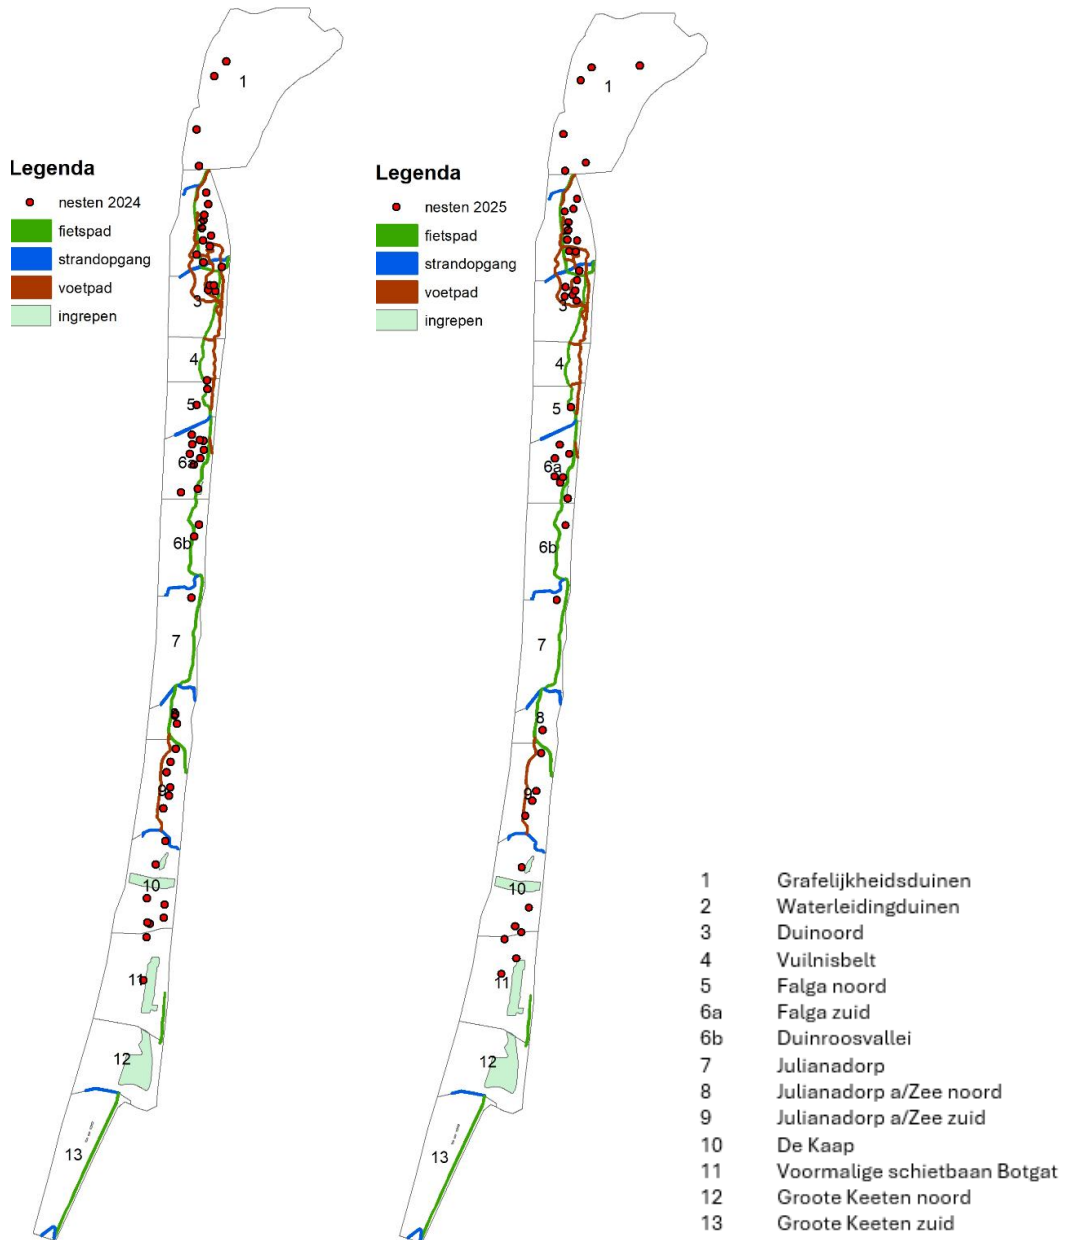 Legenda
nesten 2024
fietspad
strandopgang
voetpad
ingrepen
1
3
4
5
6a
6b
7
9
10
11
12
13
Legenda
nesten 2025
fietspad
strandopgang
voetpad
ingrepen
1
3
4
5
6a
6b
7
8
9
10
11
12
13
1 Grafelijkheidsduinen
2 Waterleidingduinen
3 Duinoord
4 Vuilnisbelt
5 Falga noord
6a Falga zuid
6b Duinroosvallei
7 Julianadorp
8 Julianadorp a/Zee noord
9 Julianadorp a/Zee zuid
10 De Kaap
11 Voormalige schietbaan Botgat
12 Groote Keeten noord
13 Groote Keeten zuid